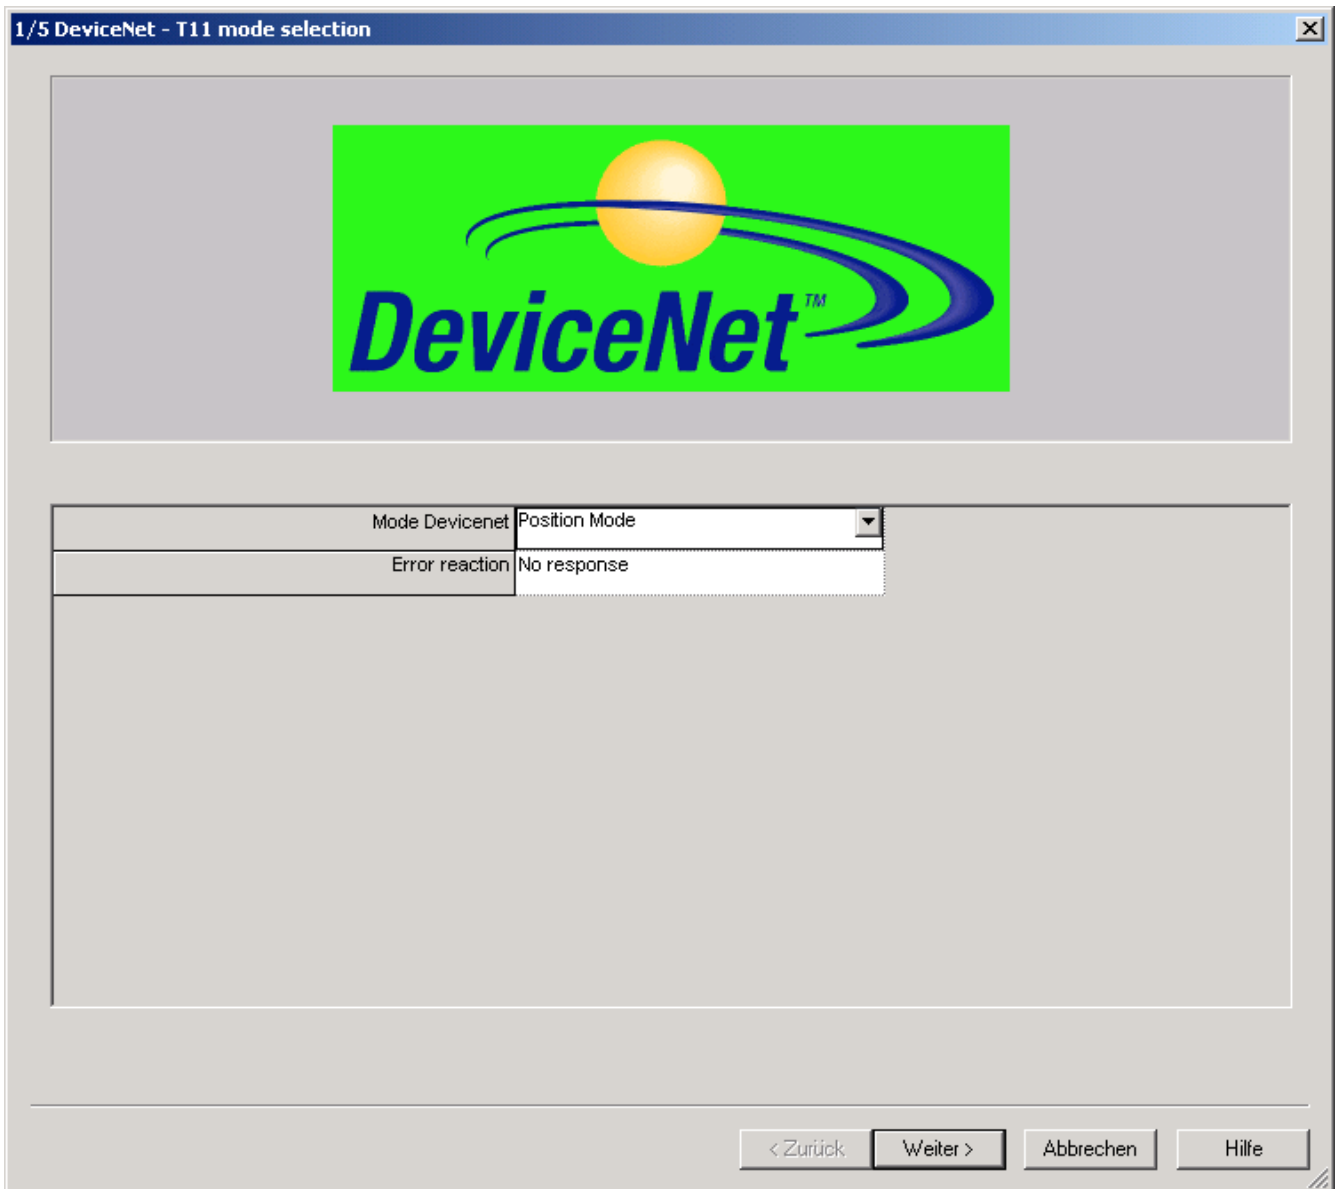 1/5 DeviceNet - T11 mode selection
DeviceNet™
Mode Devicenet Position Mode
Error reaction No response
< Zurück Weiter > Abbrechen Hilfe